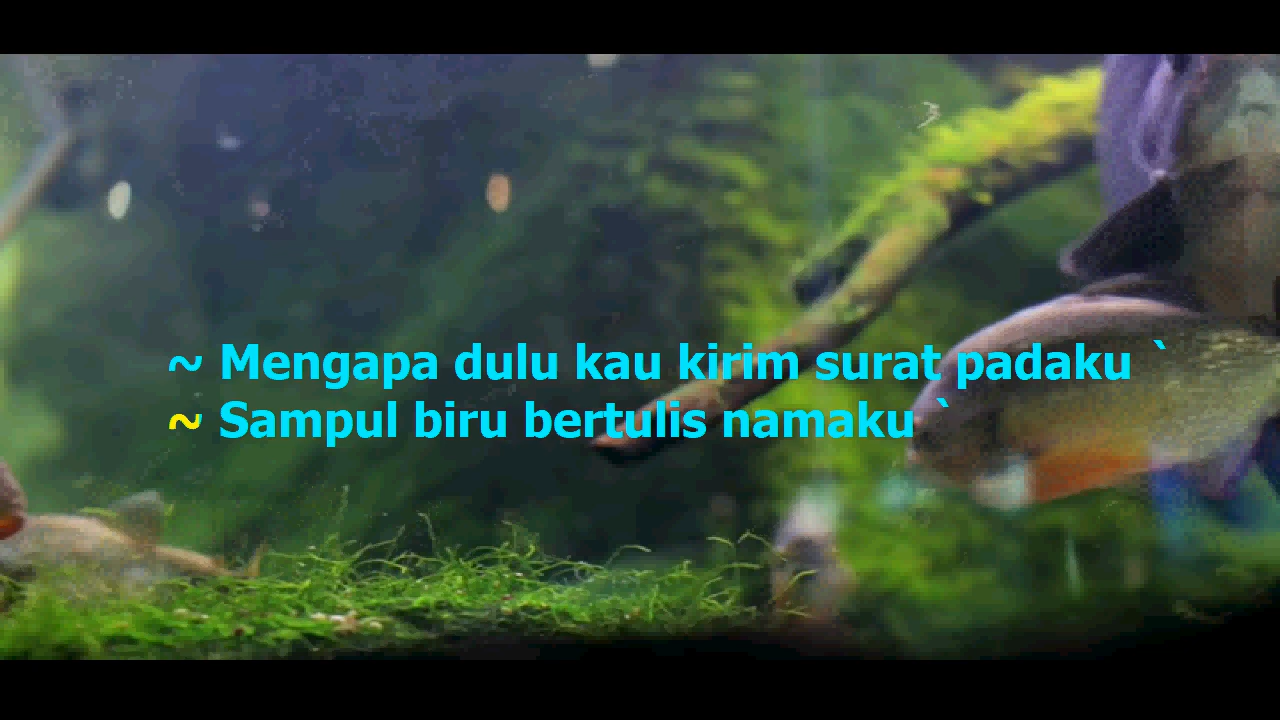 ~ Mengapa dulu kau kirim surat padaku `
~ Sampul biru bertulis namaku `